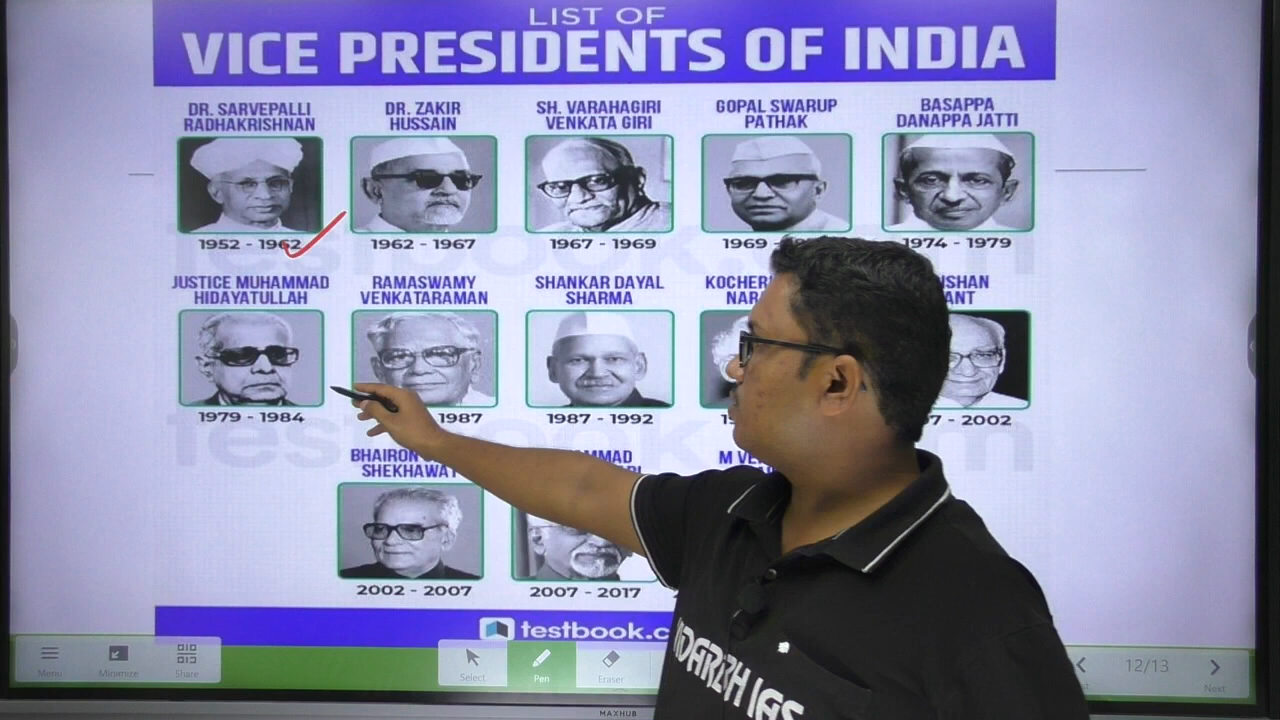 LIST OF
VICE PRESIDENTS OF INDIA
DR. SARVEPALLI
RADHAKRISHNAN
1952 - 1962
DR. ZAKIR
HUSSAIN
1962 - 1967
SH. VARAHAGIRI
VENKATA GIRI
1967 - 1969
GOPAL SWARUP
PATHAK
1969 -
BASAPPA
DANAPPA JATTI
1974 - 1979
JUSTICE MUHAMMAD
HIDAYATULLAH
1979 - 1984
RAMASWAMY
VENKATARAMAN
1987
SHANKAR DAYAL
SHARMA
1987 - 1992
- 2002
BHAIRON
SHEKHAWAT
2002 - 2007
2007 - 2017
testbook.c
Menu
Minimize
Share
Select
Pen
Eraser
12/13
Next
MAXHUB